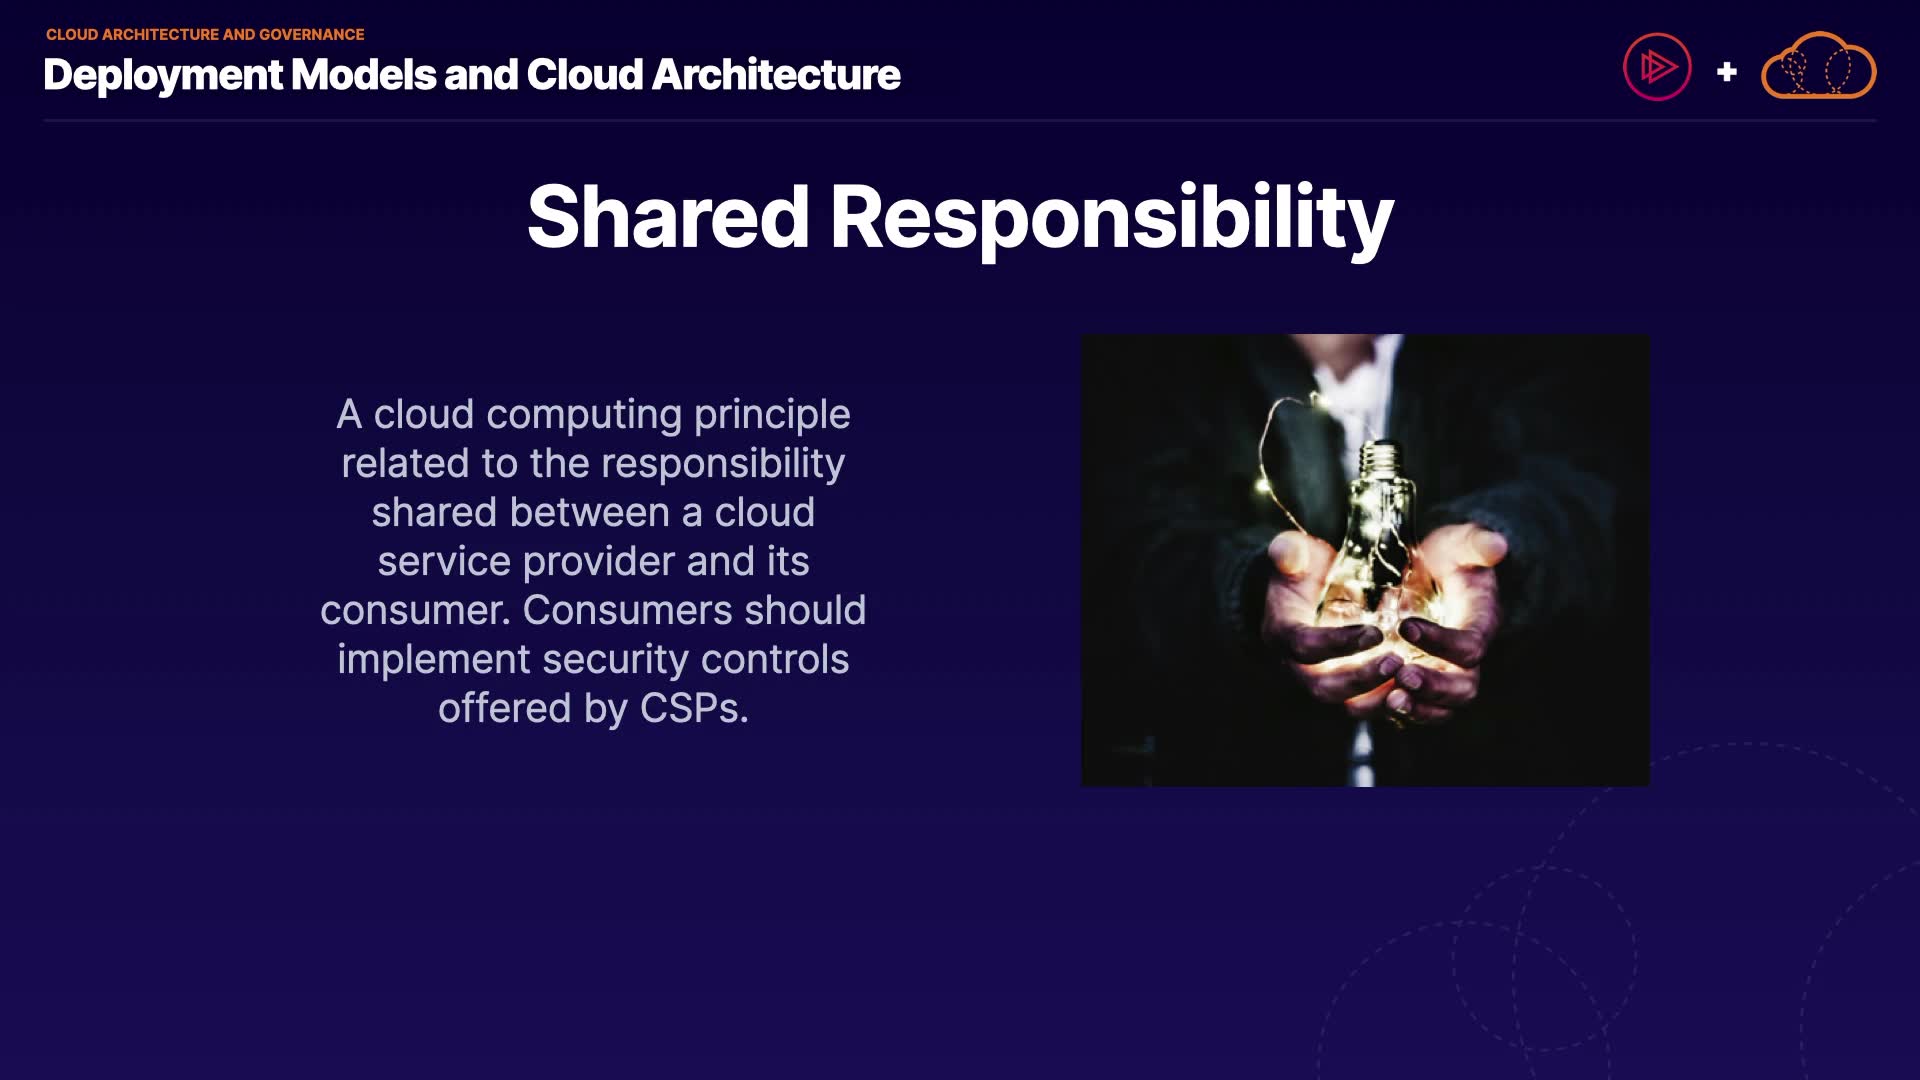 CLOUD ARCHITECTURE AND GOVERNANCE
Deployment Models and Cloud Architecture
+
Shared Responsibility
A cloud computing principle
related to the responsibility
shared between a cloud
service provider and its
consumer. Consumers should
implement security controls
offered by CSPs.